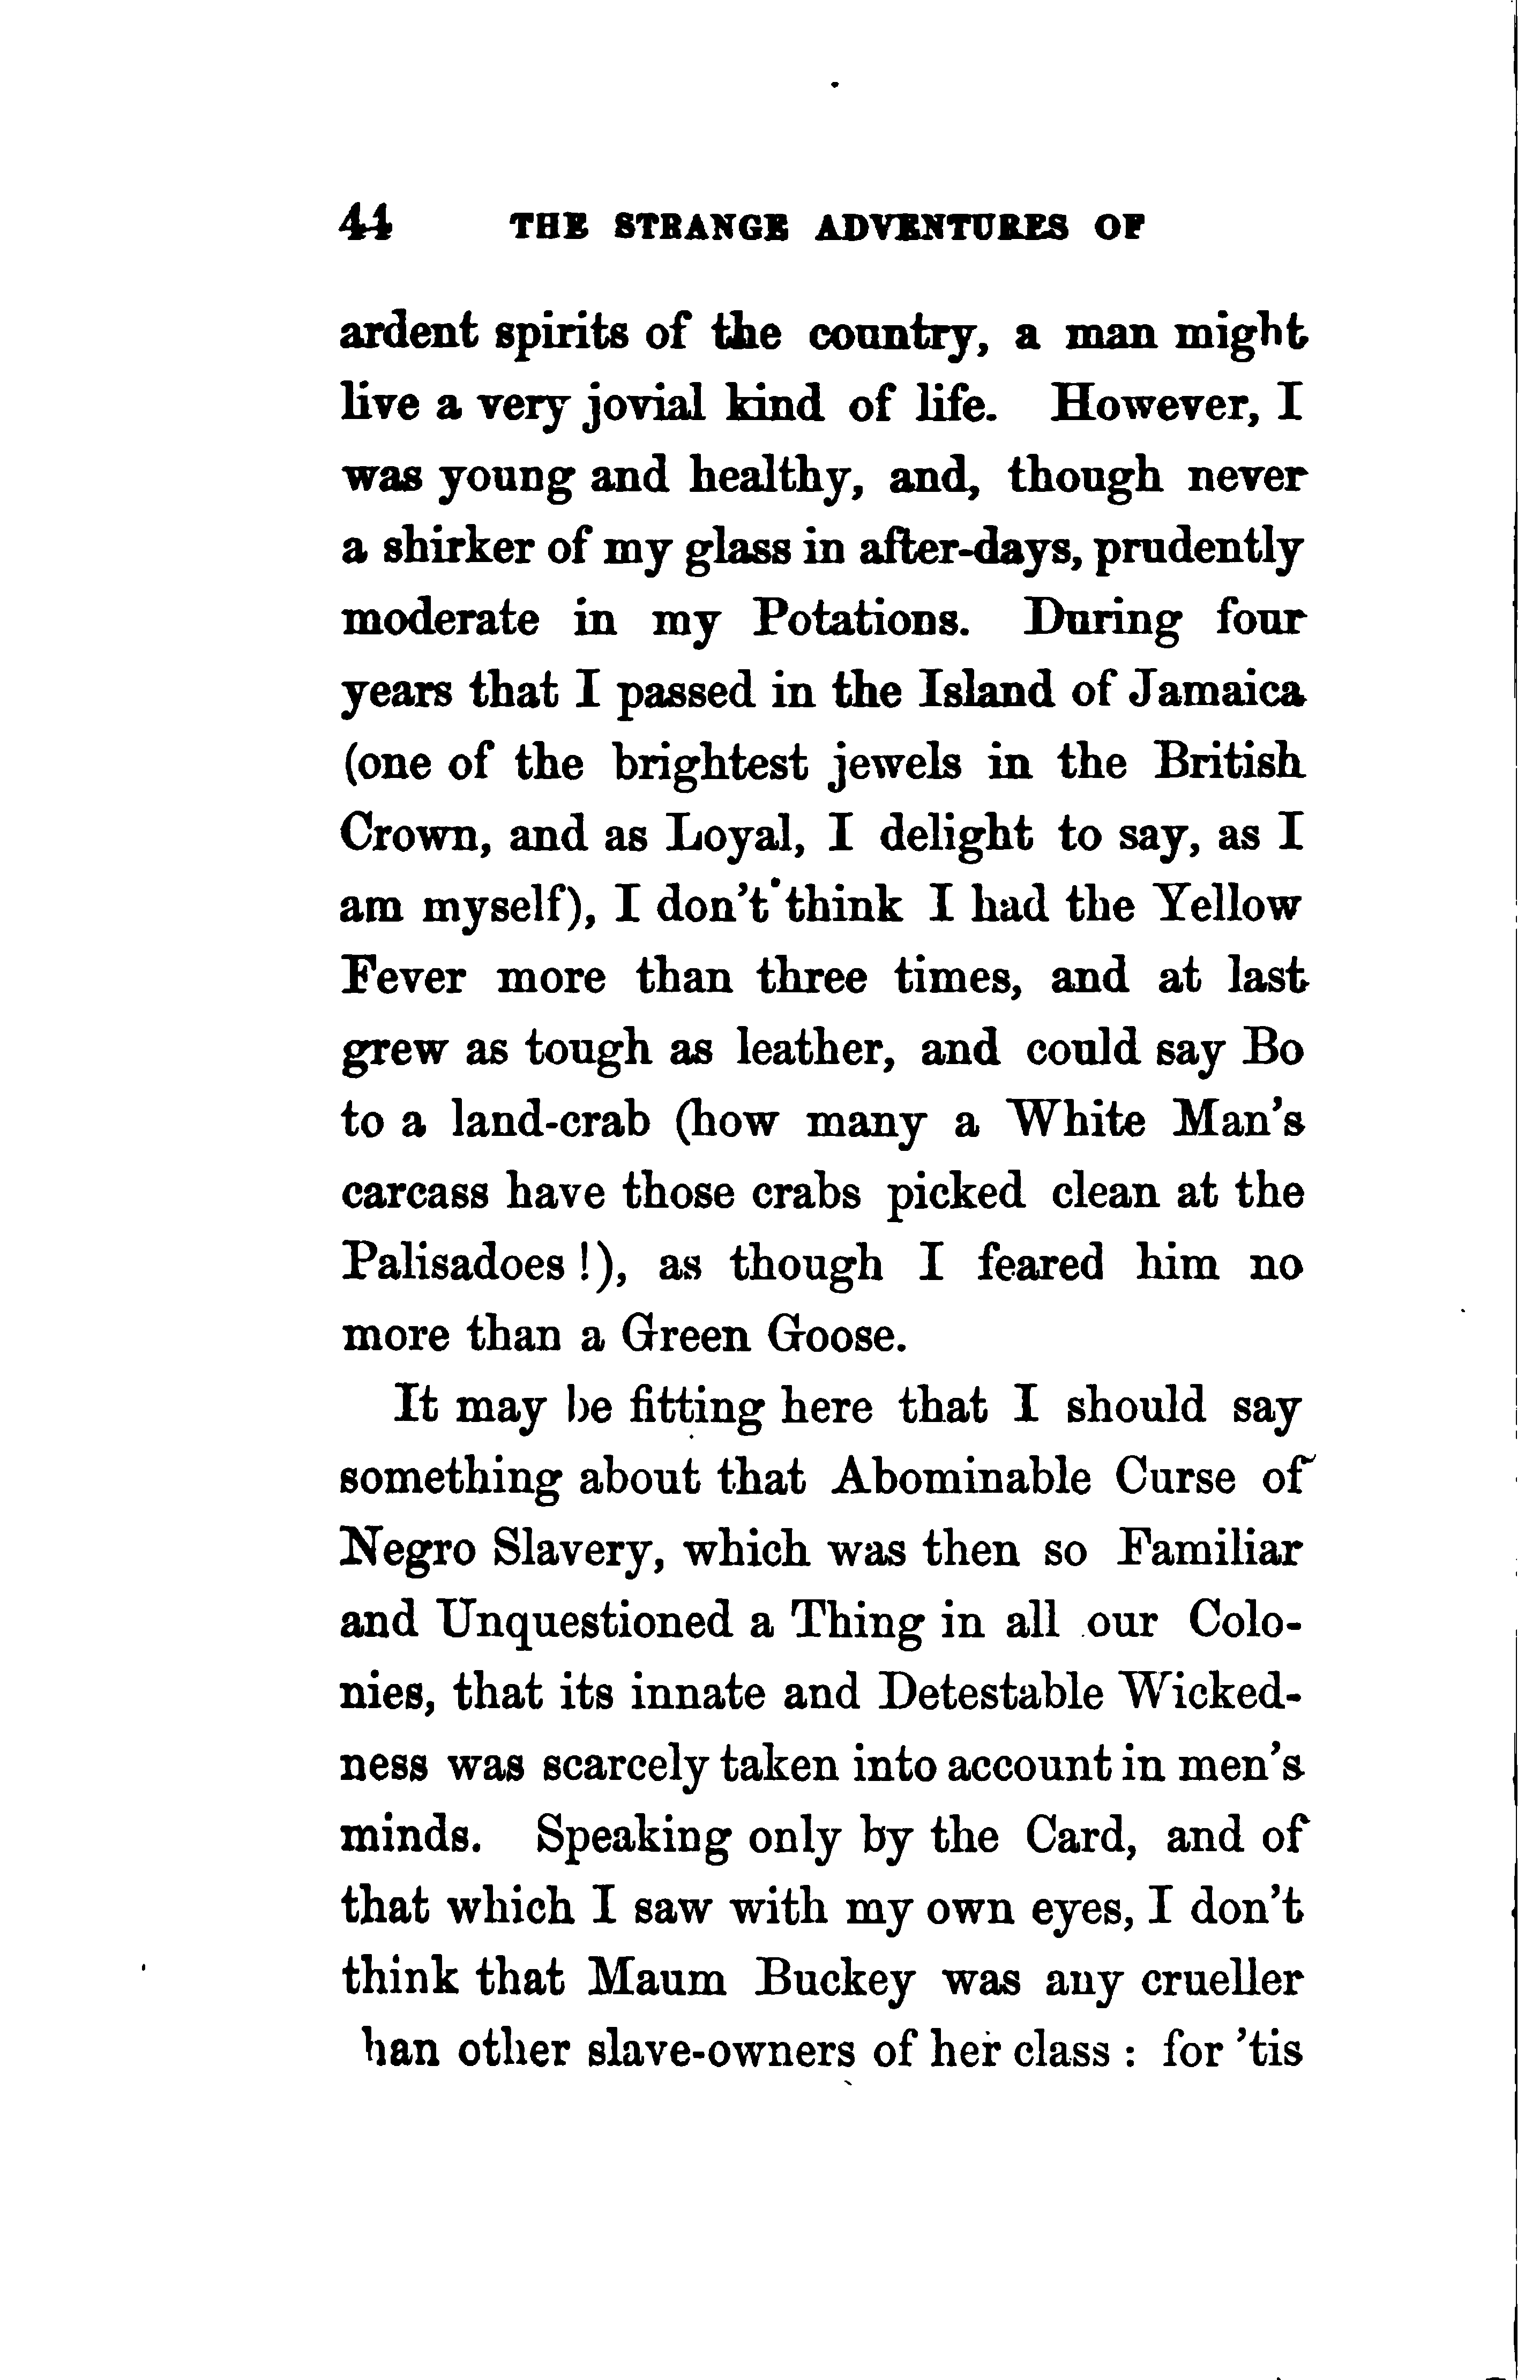 44 THE STRANGE ADVENTURES OF
ardent spirits of the country, a man might
live a very jovial kind of life. However, I
was young and healthy, and, though never
a shirker of my glass in after-days, prudently
moderate in my Potations. During four
years that I passed in the Island of Jamaica
(one of the brightest jewels in the British
Crown, and as Loyal, I delight to say, as I
am myself), I don't think I had the Yellow
Fever more than three times, and at last
grew as tough as leather, and could say Bo
to a land-crab (how many a White Man's
carcass have those crabs picked clean at the
Palisadoes!), as though I feared him no
more than a Green Goose.
It may be fitting here that I should say
something about that Abominable Curse of
Negro Slavery, which was then so Familiar
and Unquestioned a Thing in all our Colo-
nies, that its innate and Detestable Wicked-
ness was scarcely taken into account in men's
minds. Speaking only by the Card, and of
that which I saw with my own eyes, I don't
think that Maum Buckey was any crueller
han other slave-owners of her class: for 'tis